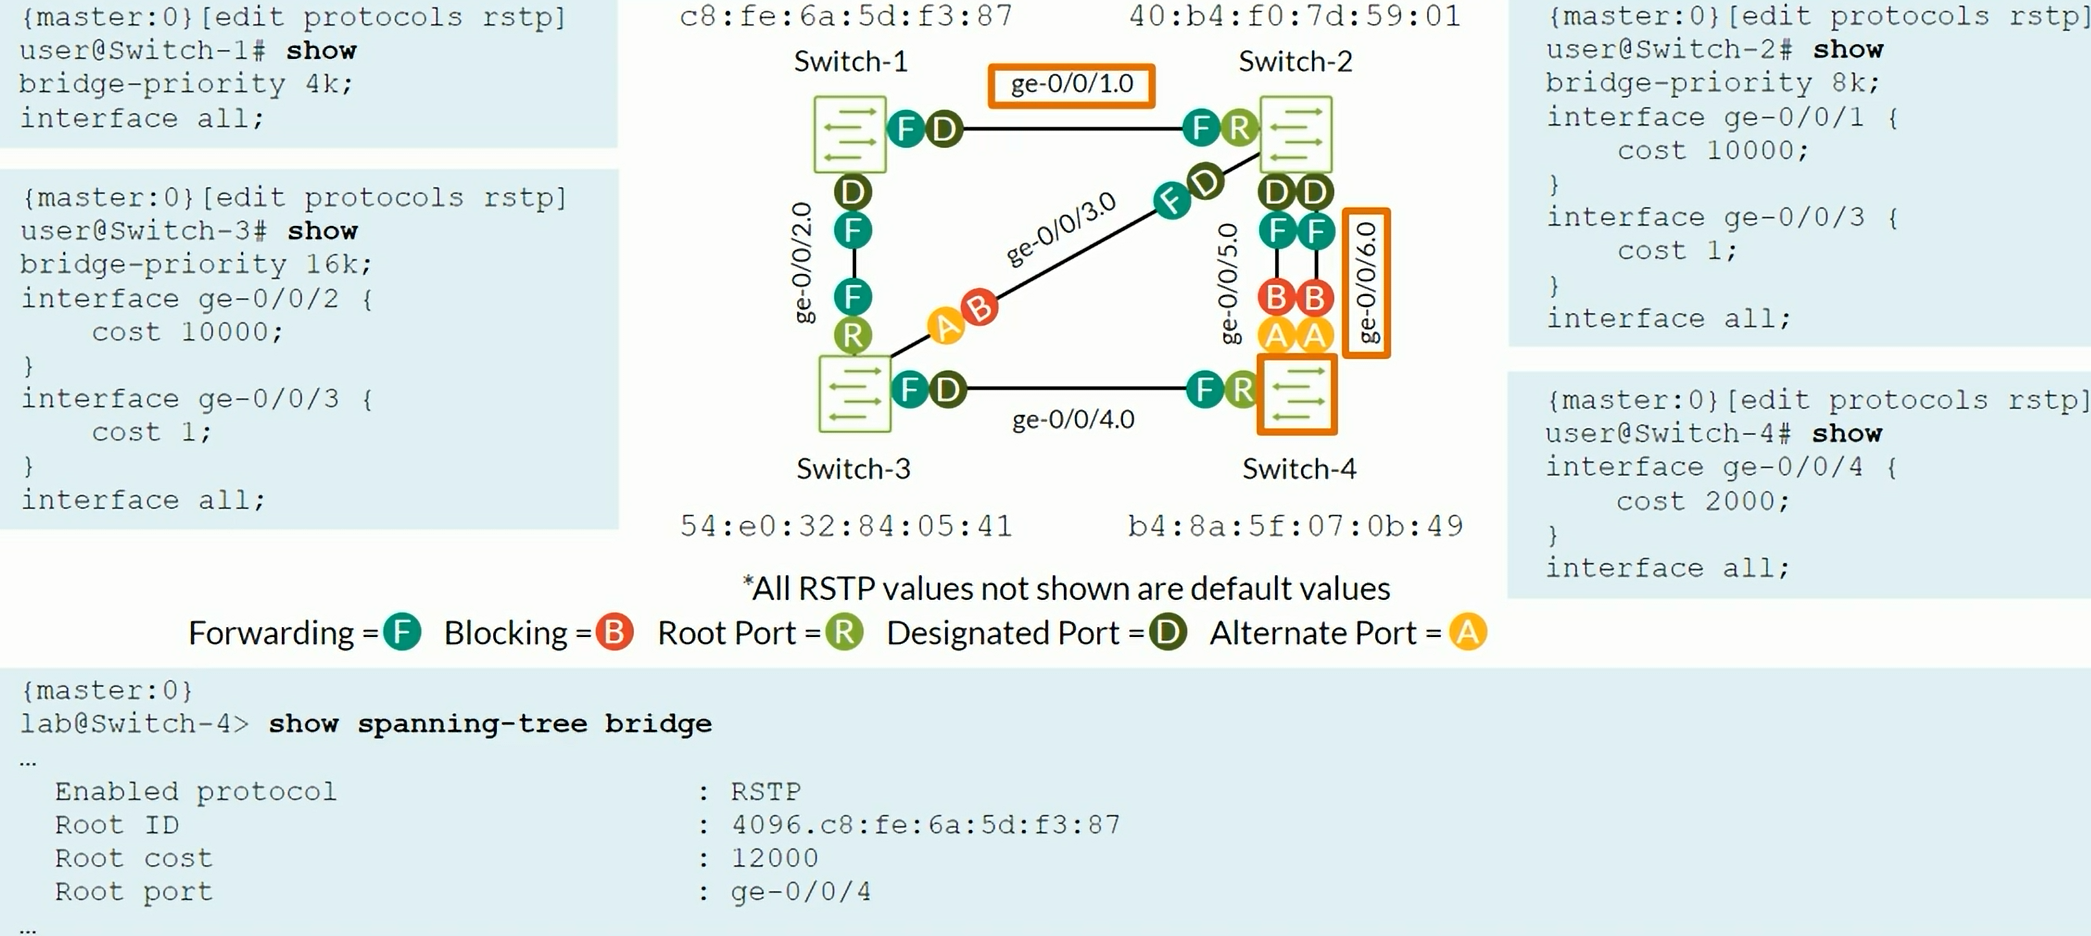 {master:0}[edit protocols rstp]
user@Switch-1# show
bridge-priority 4k;
interface all;
{master:0}[edit protocols rstp]
user@Switch-3# show
bridge-priority 16k;
interface ge-0/0/2 {
cost 10000;
}
interface ge-0/0/3 {
cost 1;
}
interface all;
c8:fe:6a:5d:f3:87
40:b4:f0:7d:59:01
Switch-1
Switch-2
ge-0/0/1.0
F D
F R
D
F
ge-0/0/2.0
F
R
ge-0/0/3.0
F D
A B
D D
F F
ge-0/0/5.0
ge-0/0/6.0
B B
A A
F D
F R
ge-0/0/4.0
Switch-3
Switch-4
54:e0:32:84:05:41
b4:8a:5f:07:0b:49
{master:0}[edit protocols rstp]
user@Switch-2# show
bridge-priority 8k;
interface ge-0/0/1 {
cost 10000;
}
interface ge-0/0/3 {
cost 1;
}
interface all;
{master:0}[edit protocols rstp]
user@Switch-4# show
interface ge-0/0/4 {
cost 2000;
}
interface all;
*All RSTP values not shown are default values
Forwarding = F Blocking = B Root Port = R Designated Port = D Alternate Port = A
{master:0}
lab@Switch-4> show spanning-tree bridge
…
Enabled protocol : RSTP
Root ID : 4096.c8:fe:6a:5d:f3:87
Root cost : 12000
Root port : ge-0/0/4
…